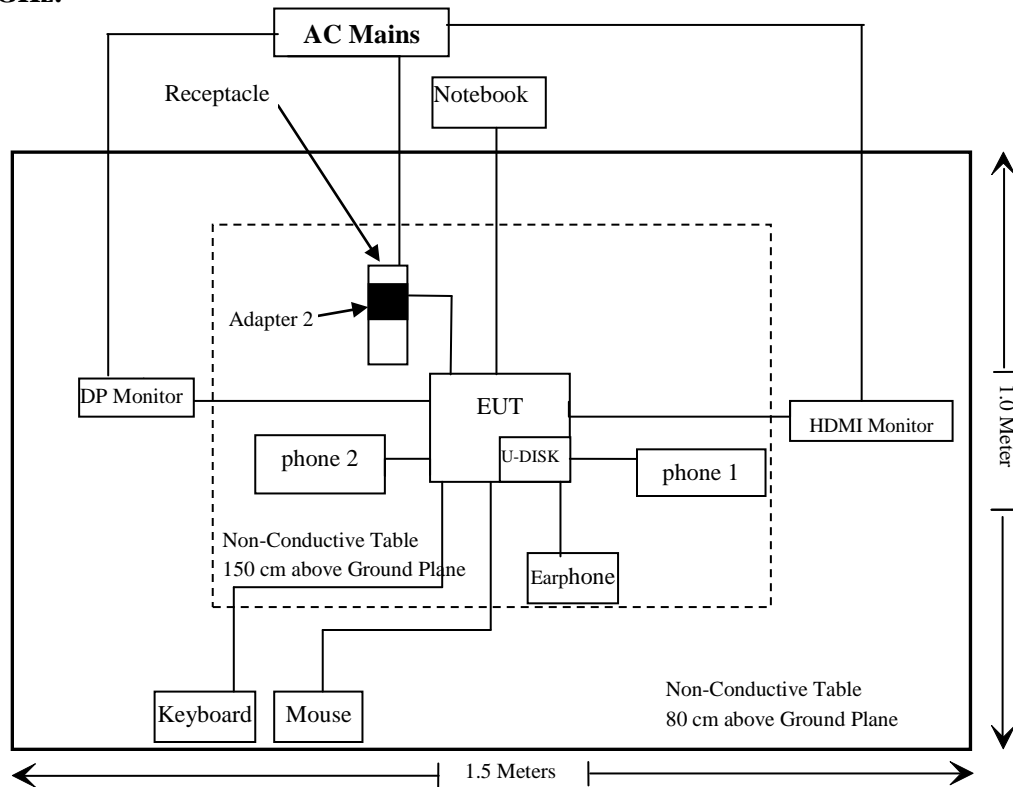 AC Mains
Receptacle
Notebook
Adapter 2
DP Monitor
EUT
HDMI Monitor
U-DISK
phone 2
phone 1
Non-Conductive Table
150 cm above Ground Plane
Earphone
Keyboard
Mouse
Non-Conductive Table
80 cm above Ground Plane
1.0 Meter
1.5 Meters